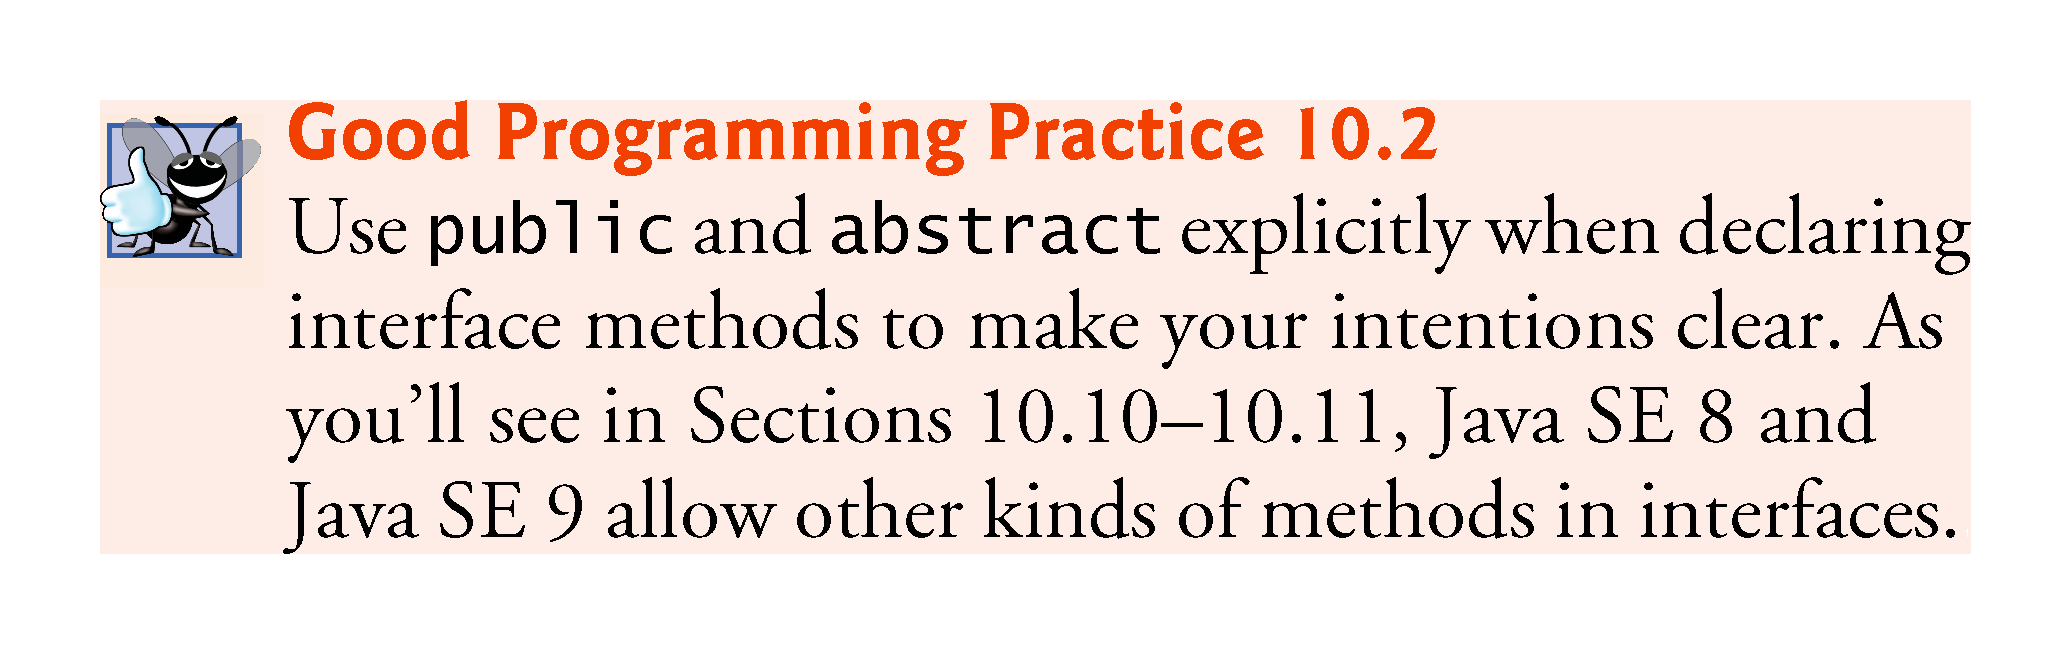 Good Programming Practice 10.2
Use public and abstract explicitly when declaring
interface methods to make your intentions clear. As
you’ll see in Sections 10.10–10.11, Java SE 8 and
Java SE 9 allow other kinds of methods in interfaces.